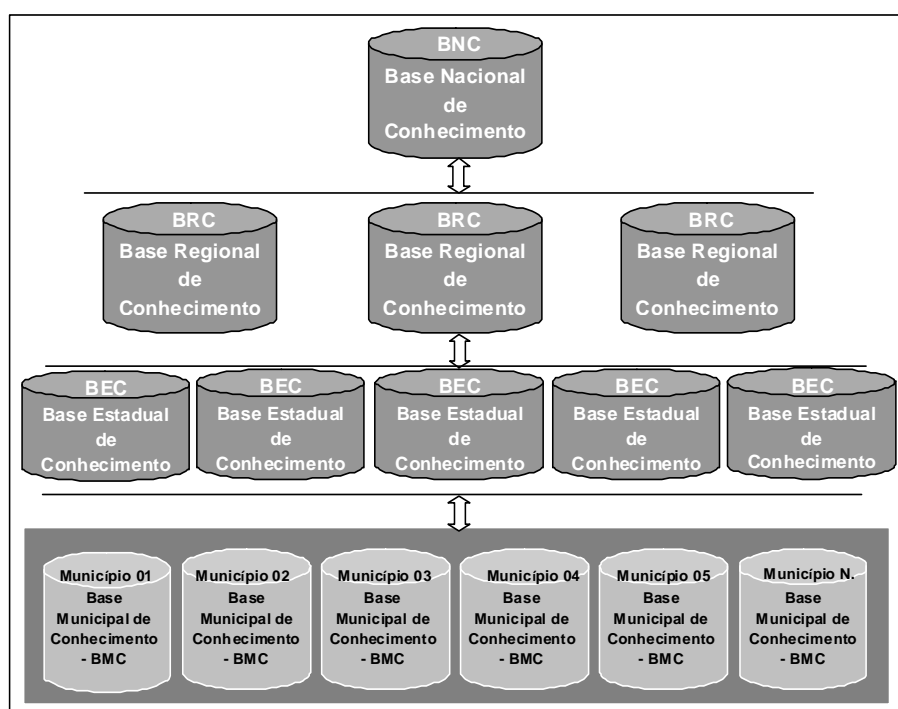 BNC
Base Nacional
de
Conhecimento
BRC
Base Regional
de
Conhecimento
BRC
Base Regional
de
Conhecimento
BRC
Base Regional
de
Conhecimento
BEC
Base Estadual
de
Conhecimento
BEC
Base Estadual
de
Conhecimento
BEC
Base Estadual
de
Conhecimento
BEC
Base Estadual
de
Conhecimento
BEC
Base Estadual
de
Conhecimento
Município 01
Base
Municipal de
Conhecimento
- BMC
Município 02
Base
Municipal de
Conhecimento
- BMC
Município 03
Base
Municipal de
Conhecimento
- BMC
Município 04
Base
Municipal de
Conhecimento
- BMC
Município 05
Base
Municipal de
Conhecimento
- BMC
Município N.
Base
Municipal de
Conhecimento
- BMC